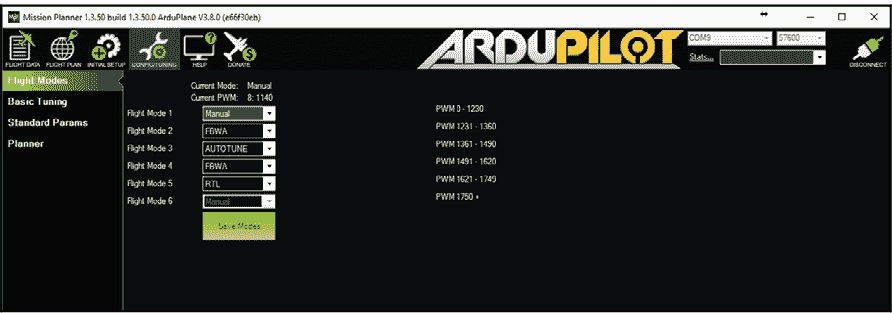 Mission Planner 1.3.50 build 1.3.50.0 ArduPlane V3.8.0 (e66f30eb)
FLIGHT DATA FLIGHT PLAN INITIAL SETUP CONFIG/TUNING HELP DONATE
ARDUPILOT
COM9 57600
Stats...
DISCONNECT
Flight Modes
Basic Tuning
Standard Params
Planner
Current Mode: Manual
Current PWM: 8: 1140
Flight Mode 1 Manual PWM 0 - 1230
Flight Mode 2 FBWA PWM 1231 - 1360
Flight Mode 3 AUTOTUNE PWM 1361 - 1490
Flight Mode 4 FBWA PWM 1491 - 1620
Flight Mode 5 RTL PWM 1621 - 1749
Flight Mode 6 Manual PWM 1750 +
Save Modes